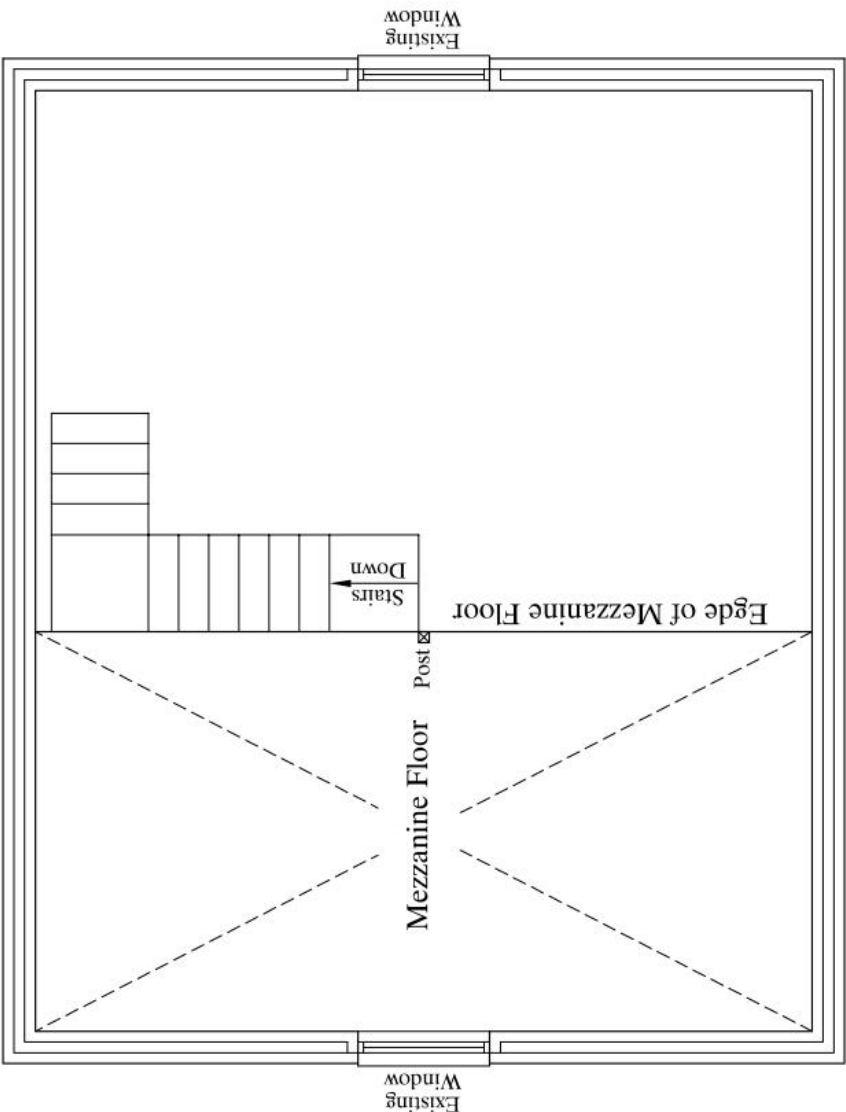 Existing
Window
Stairs
Down
Egde of Mezzanine Floor
Post
Mezzanine Floor
Existing
Window